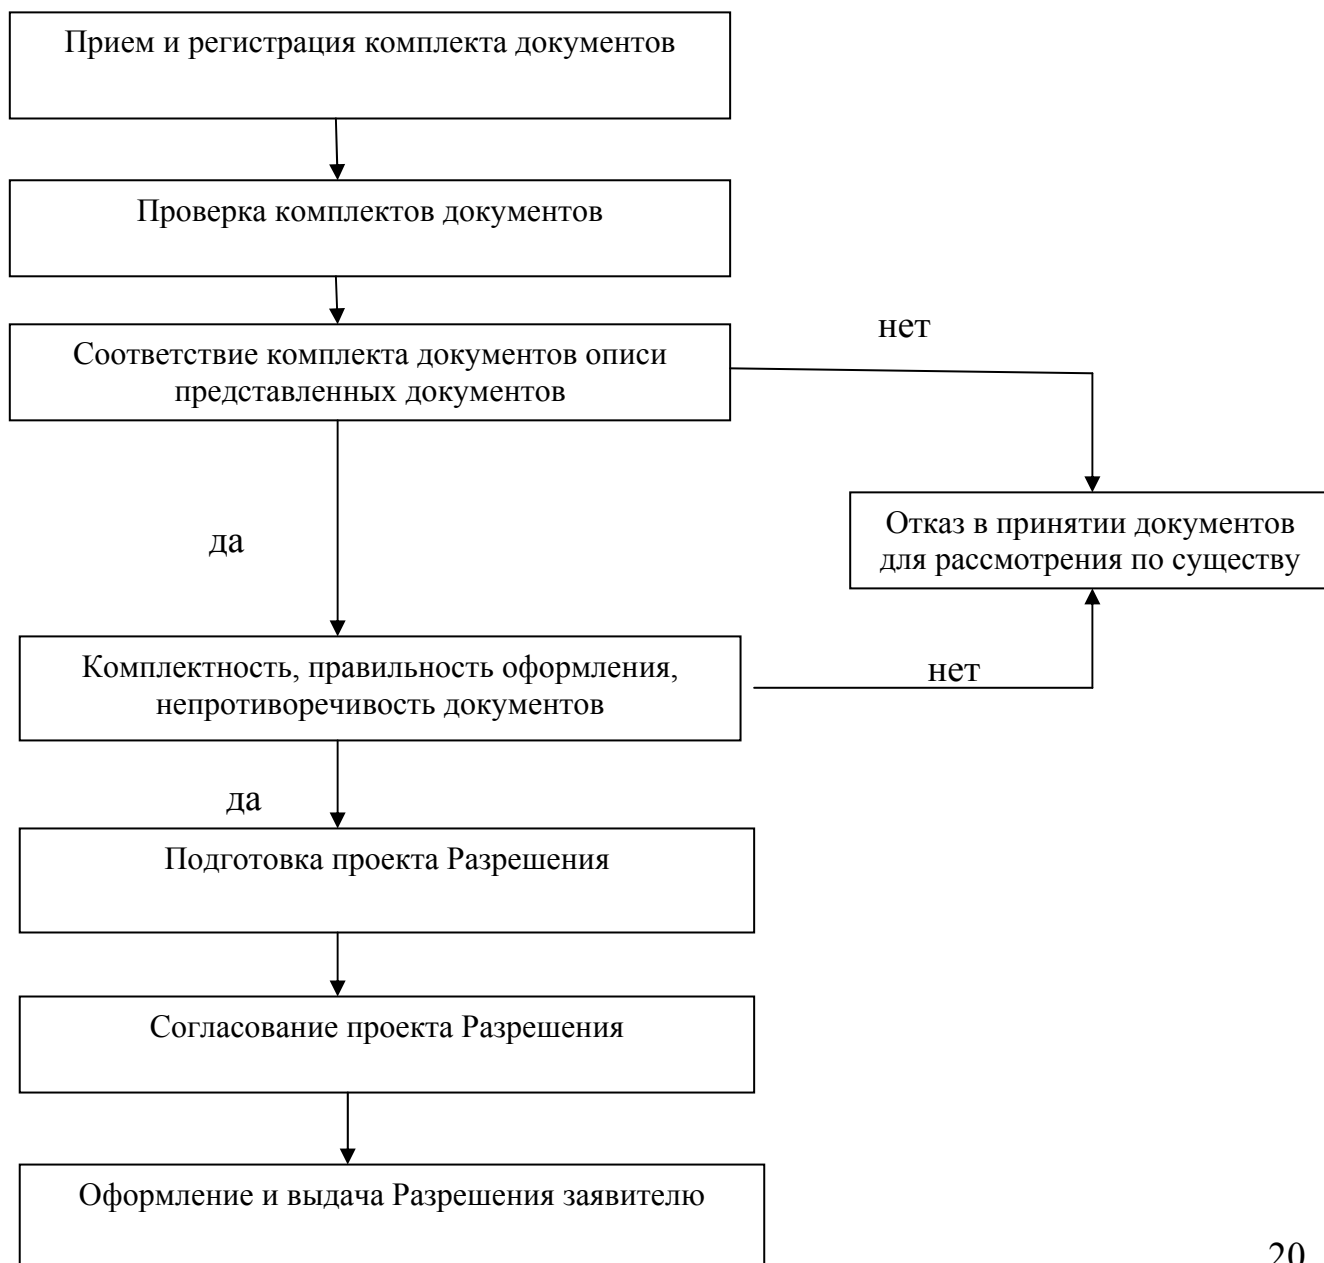 Прием и регистрация комплекта документов
Проверка комплектов документов
нет
Соответствие комплекта документов описи
представленных документов
Отказ в принятии документов
для рассмотрения по существу
да
Комплектность, правильность оформления,
непротиворечивость документов
нет
да
Подготовка проекта Разрешения
Согласование проекта Разрешения
Оформление и выдача Разрешения заявителю
20